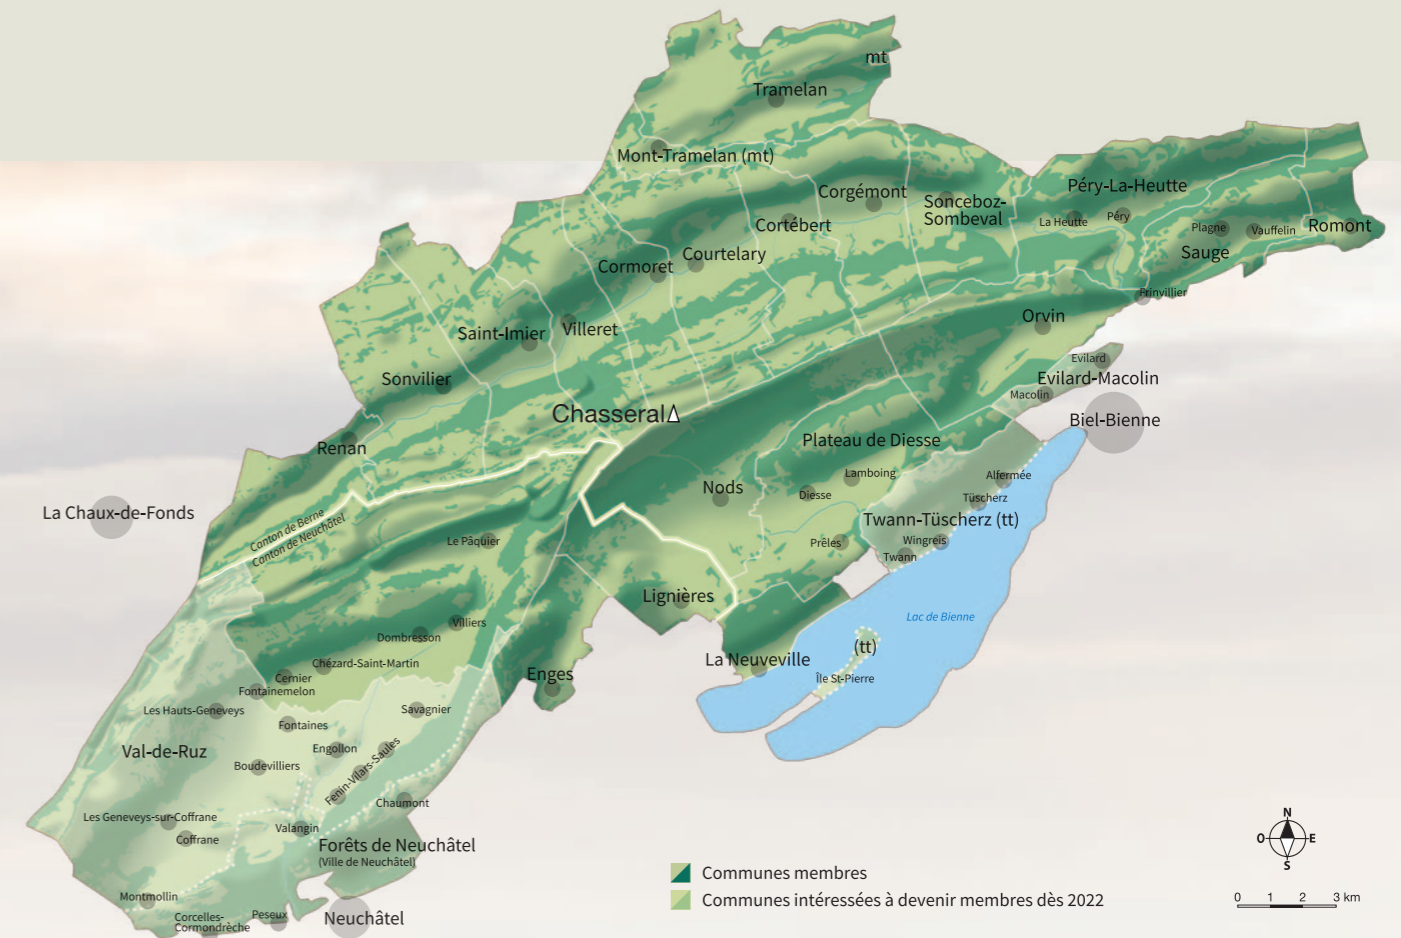 mt
Tramelan
Mont-Tramelan (mt)
Péry-La-Heutte
Corgémont
Sonceboz-
Sombeval
La Heutte
Péry
Cortébert
Plagne
Vauffelin
Romont
Sauge
Courtelary
Cormoret
Frinvillier
Orvin
Saint-Imier
Villeret
Evilard
Evilard-Macolin
Sonvilier
Macolin
Chasseral
Biel-Bienne
Renan
Plateau de Diesse
Lamboing
Alfermée
Nods
Diesse
Tüscherz
La Chaux-de-Fonds
Canton de Berne
Canton de Neuchâtel
Twann-Tüscherz (tt)
Le Pâquier
Prêles
Wingreis
Twann
Lignières
Lac de Bienne
Villiers
Dombresson
(tt)
La Neuveville
Chézard-Saint-Martin
Enges
Île St-Pierre
Cernier
Fontainemelon
Les Hauts-Geneveys
Savagnier
Fontaines
Val-de-Ruz
Engollon
Boudevilliers
Fenin-Vilars-Saules
Chaumont
Les Geneveys-sur-Coffrane
Valangin
Coffrane
Forêts de Neuchâtel
(Ville de Neuchâtel)
Montmollin
Corcelles-
Cormondrèche
Peseux
Neuchâtel
Communes membres
Communes intéressées à devenir membres dès 2022
N
O E
S
0 1 2 3 km